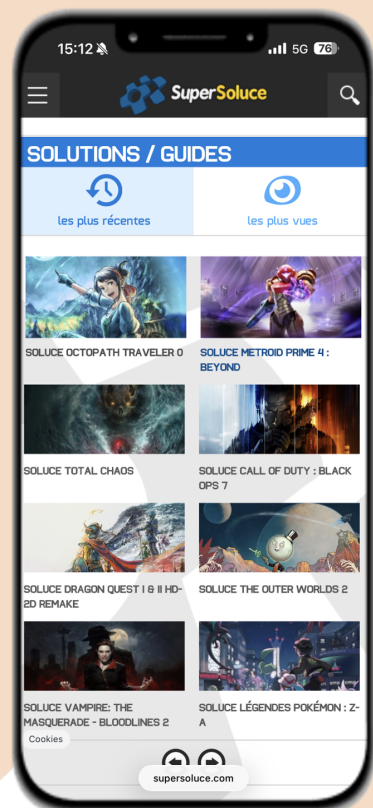 15:12
5G 76
SuperSoluce
SOLUTIONS / GUIDES
les plus récentes
les plus vues
SOLUCE OCTOPATH TRAVELER 0
SOLUCE METROID PRIME 4 :
BEYOND
SOLUCE TOTAL CHAOS
SOLUCE CALL OF DUTY : BLACK
OPS 7
SOLUCE DRAGON QUEST I & II HD-
2D REMAKE
SOLUCE THE OUTER WORLDS 2
SOLUCE VAMPIRE: THE
MASQUERADE - BLOODLINES 2
SOLUCE LÉGENDES POKÉMON : Z-
A
Cookies
supersoluce.com